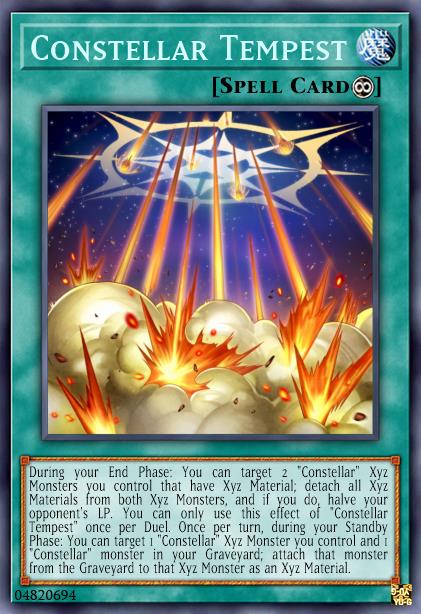 CONSTELLAR TEMPEST
[SPELL CARD]
During your End Phase: You can target 2 "Constellar" Xyz
Monsters you control that have Xyz Material; detach all Xyz
Materials from both Xyz Monsters, and if you do, halve your
opponent's LP. You can only use this effect of "Constellar
Tempest" once per Duel. Once per turn, during your Standby
Phase: You can target 1 "Constellar" Xyz Monster you control and 1
"Constellar" monster in your Graveyard; attach that monster
from the Graveyard to that Xyz Monster as an Xyz Material.
04820694